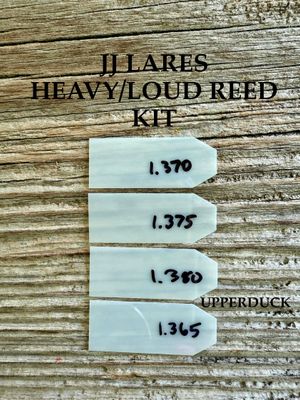 JJ LARES
HEAVY/LOUD REED
KIT
1.370
1.375
1.380
UPPERDUCK
1.365